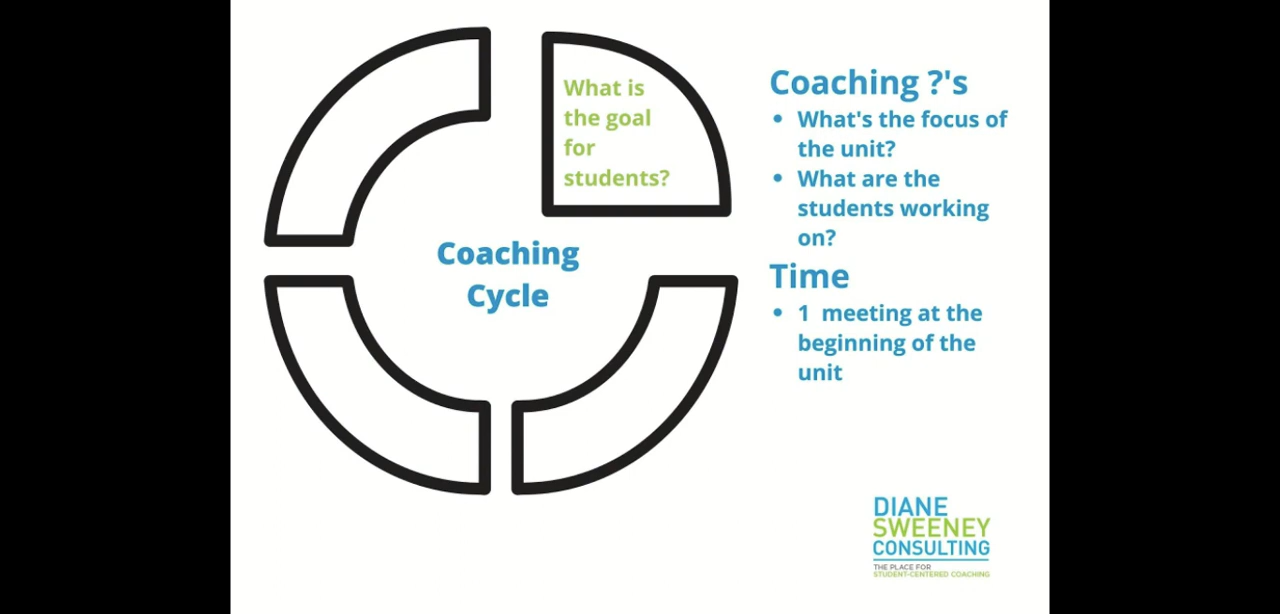 What is
the goal
for
students?
Coaching
Cycle
Coaching ?'s
• What's the focus of
the unit?
• What are the
students working
on?
Time
• 1 meeting at the
beginning of the
unit
DIANE
SWEENEY
CONSULTING
THE PLACE FOR
STUDENT-CENTERED COACHING